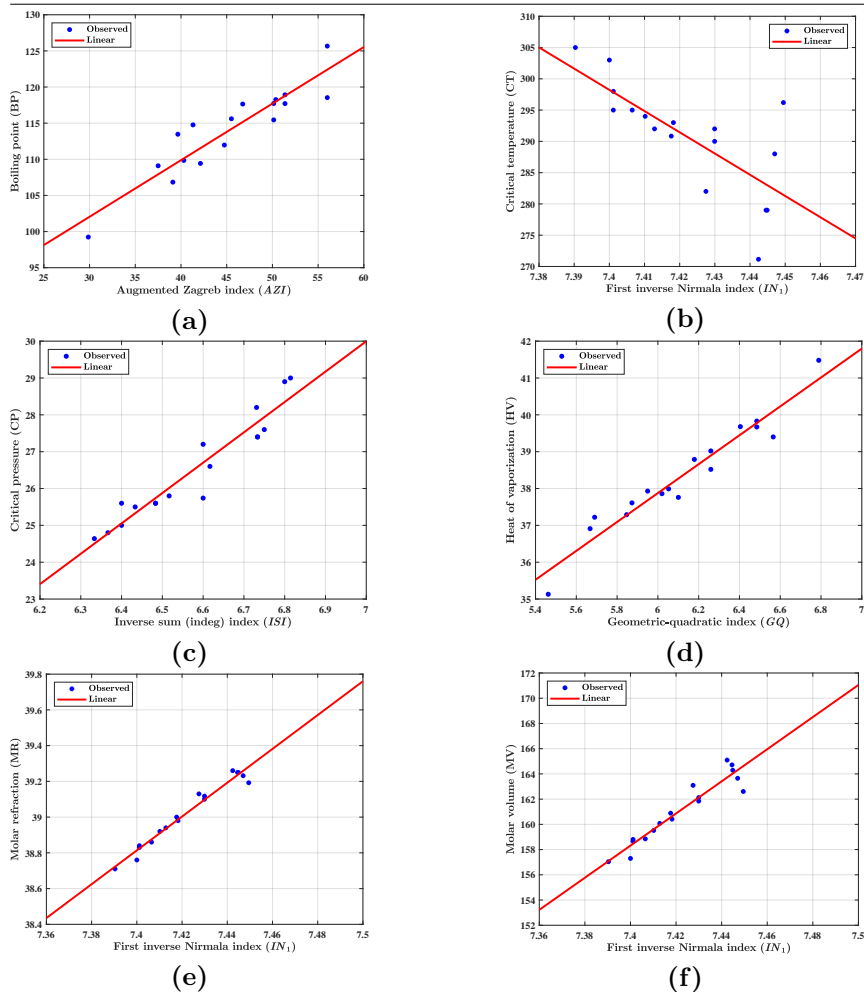 Observed
Linear
Boiling point (BP)
130
125
120
115
110
105
100
95
25 30 35 40 45 50 55 60
Augmented Zagreb index (AZI)
(a)
Observed
Linear
Critical temperature (CT)
310
305
300
295
290
285
280
275
270
7.38 7.39 7.4 7.41 7.42 7.43 7.44 7.45 7.46 7.47
First inverse Nirmala index (IN₁)
(b)
Observed
Linear
Critical pressure (CP)
30
29
28
27
26
25
24
23
6.2 6.3 6.4 6.5 6.6 6.7 6.8 6.9 7
Inverse sum (indeg) index (ISI)
(c)
Observed
Linear
Heat of vaporization (HV)
42
41
40
39
38
37
36
35
5.4 5.6 5.8 6 6.2 6.4 6.6 6.8 7
Geometric-quadratic index (GQ)
(d)
Observed
Linear
Molar refraction (MR)
39.8
39.6
39.4
39.2
39
38.8
38.6
38.4
7.36 7.38 7.4 7.42 7.44 7.46 7.48 7.5
First inverse Nirmala index (IN₁)
(e)
Observed
Linear
Molar volume (MV)
172
170
168
166
164
162
160
158
156
154
152
7.36 7.38 7.4 7.42 7.44 7.46 7.48 7.5
First inverse Nirmala index (IN₁)
(f)